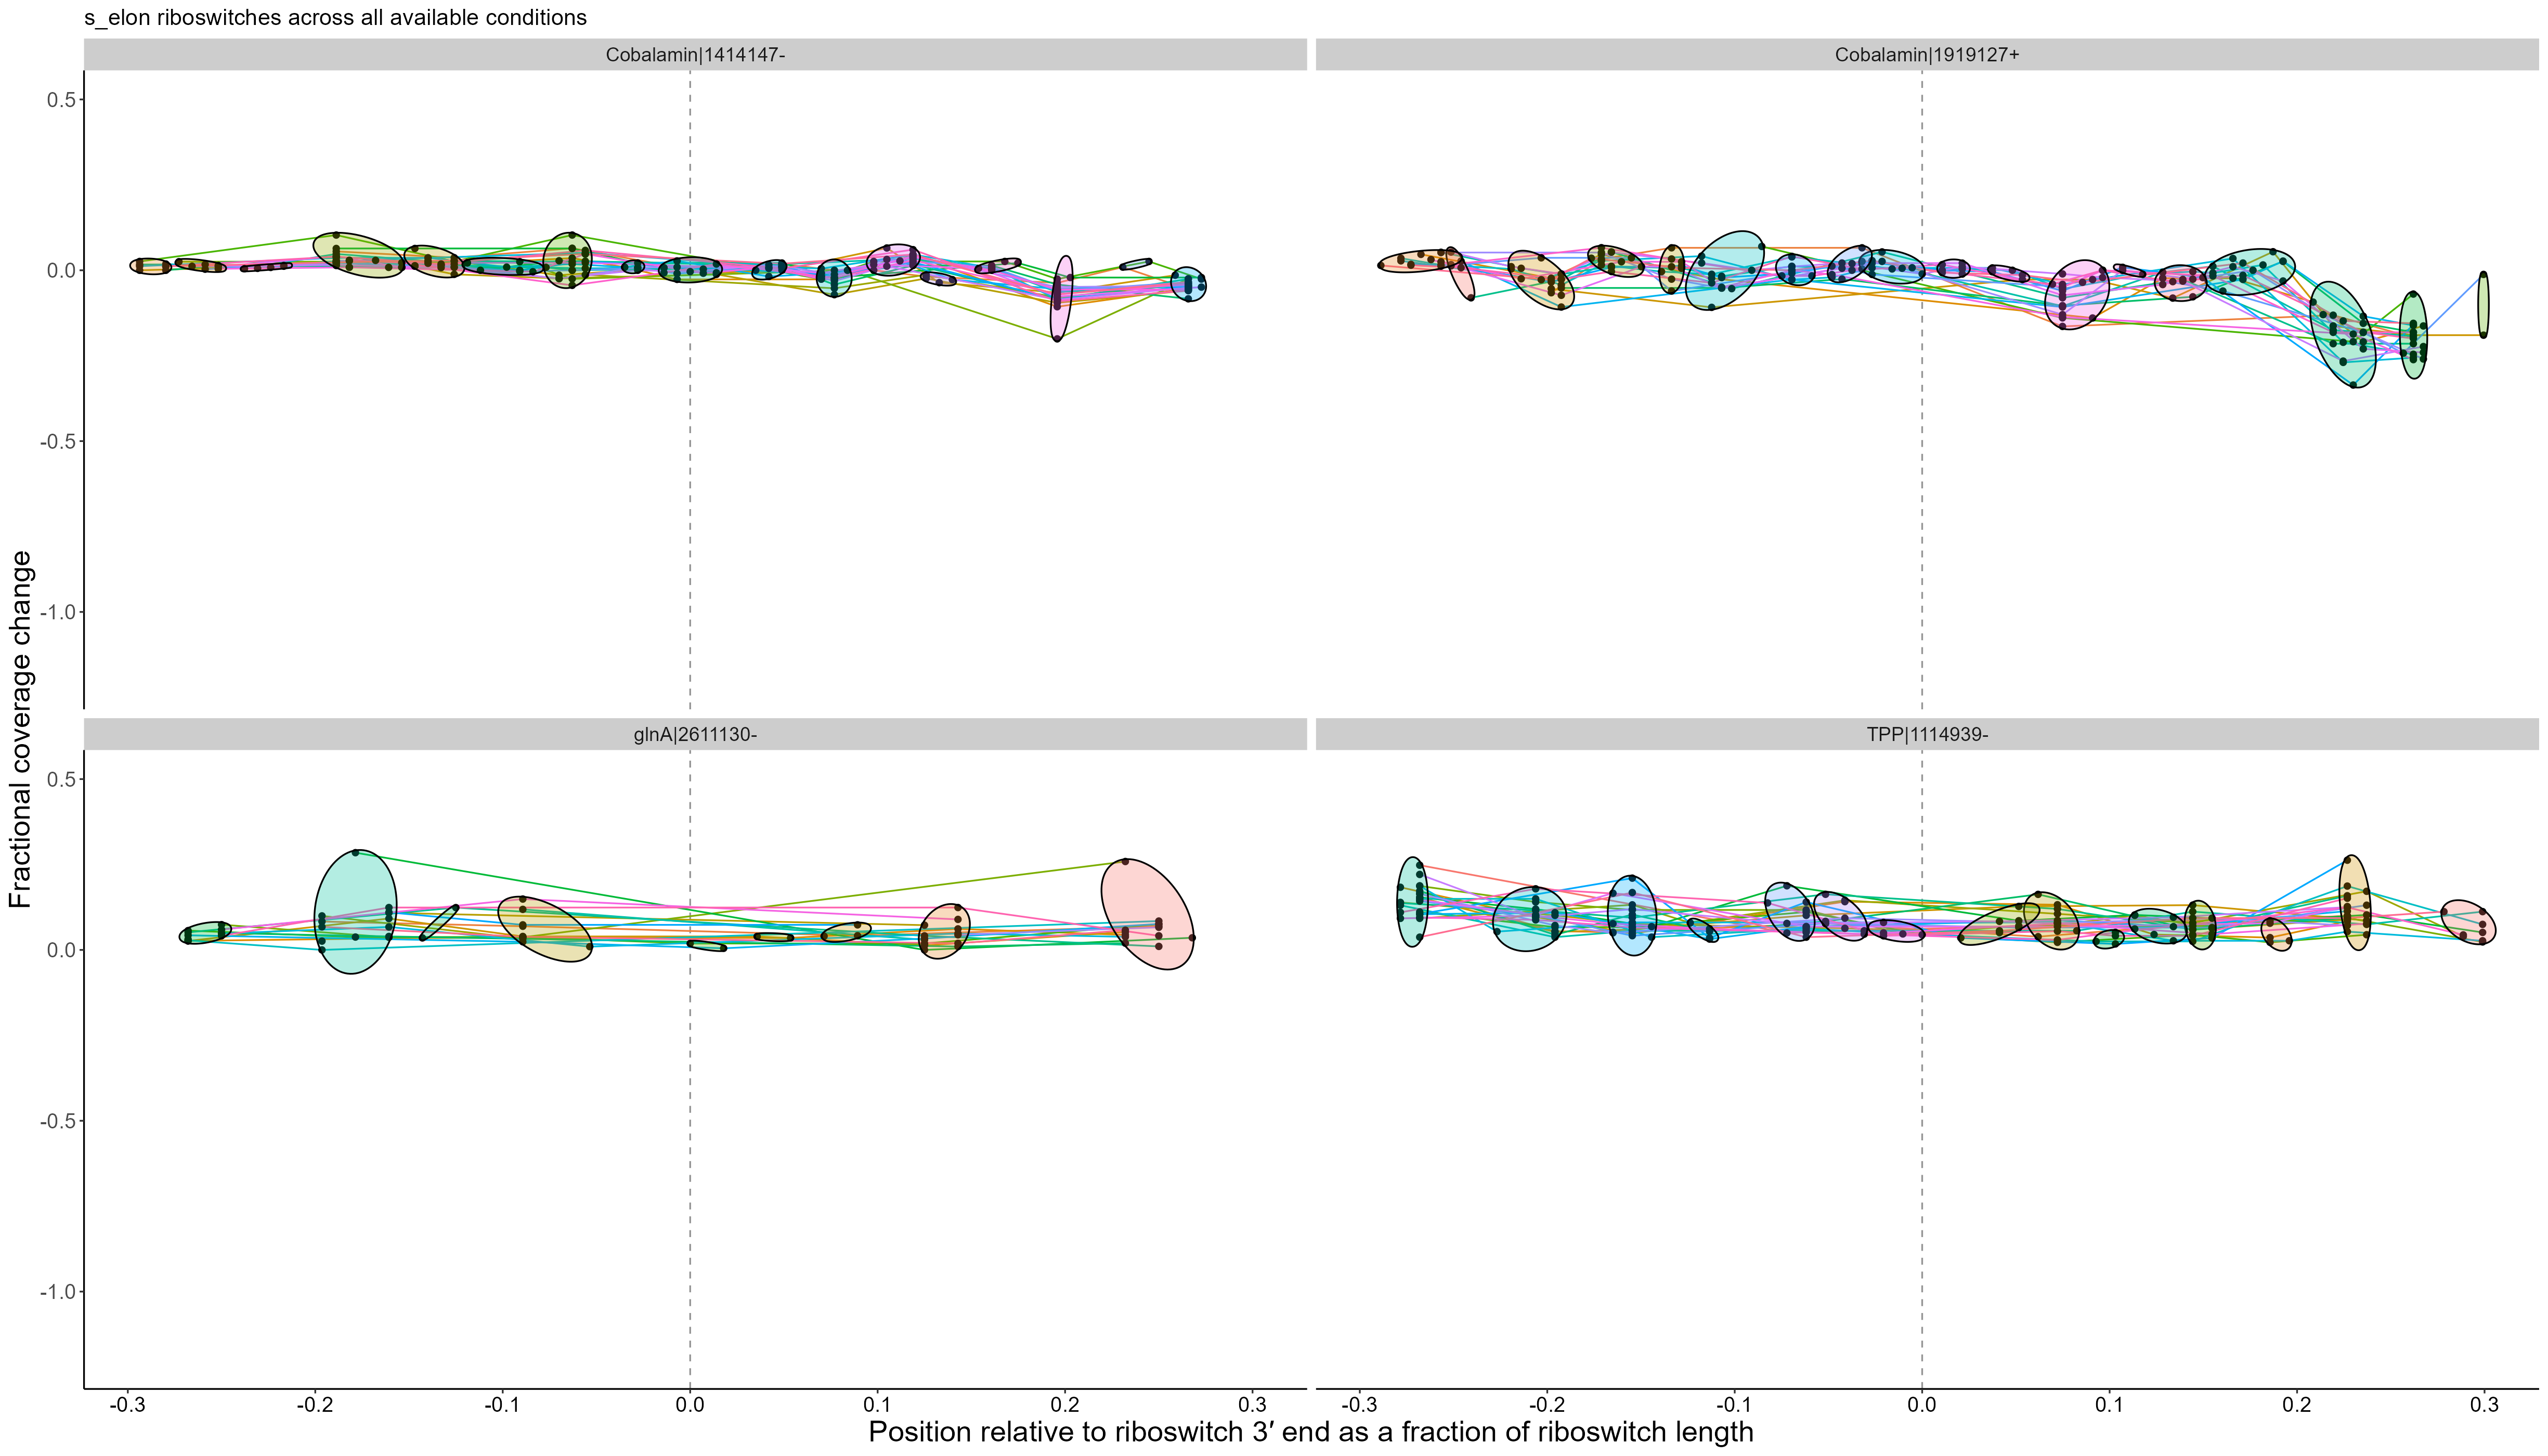 s_elon riboswitches across all available conditions
Cobalamin|1414147-
Cobalamin|1919127+
0.5
0.0
-0.5
-1.0
glnA|2611130-
TPP|1114939-
0.5
0.0
-0.5
-1.0
Fractional coverage change
-0.3 -0.2 -0.1 0.0 0.1 0.2 0.3
-0.3 -0.2 -0.1 0.0 0.1 0.2 0.3
Position relative to riboswitch 3′ end as a fraction of riboswitch length